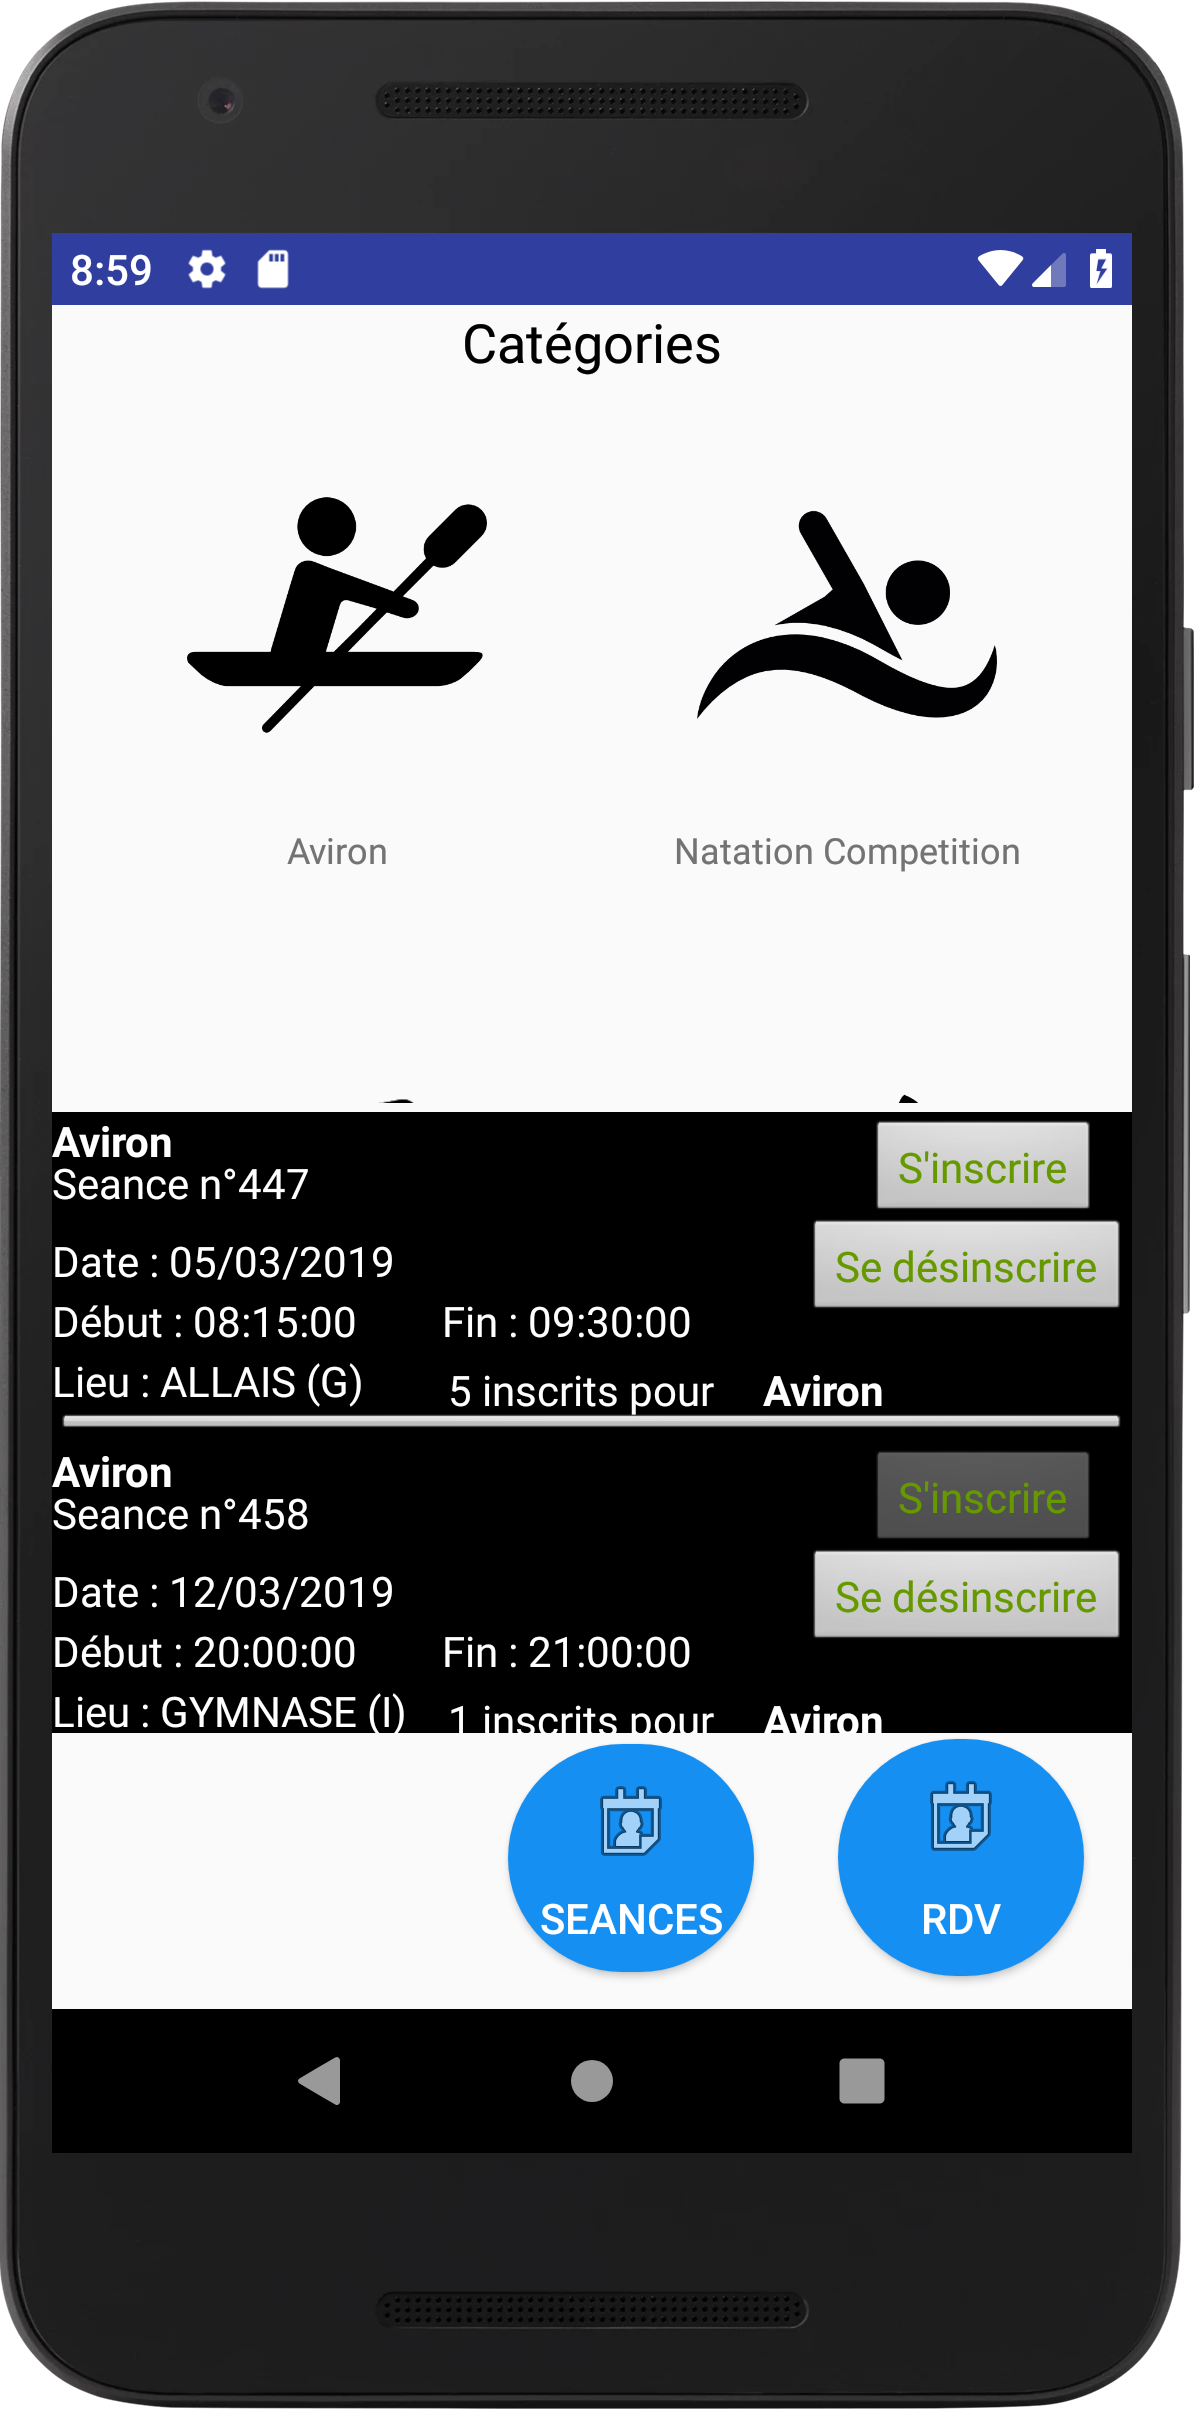 8:59
Catégories
Aviron
Natation Competition
Aviron
S'inscrire
Seance n°447
Date : 05/03/2019
Se désinscrire
Début : 08:15:00 Fin : 09:30:00
Lieu : ALLAIS (G) 5 inscrits pour Aviron
Aviron
S'inscrire
Seance n°458
Date : 12/03/2019
Se désinscrire
Début : 20:00:00 Fin : 21:00:00
Lieu : GYMNASE (I) 1 inscrits pour Aviron
SEANCES
RDV